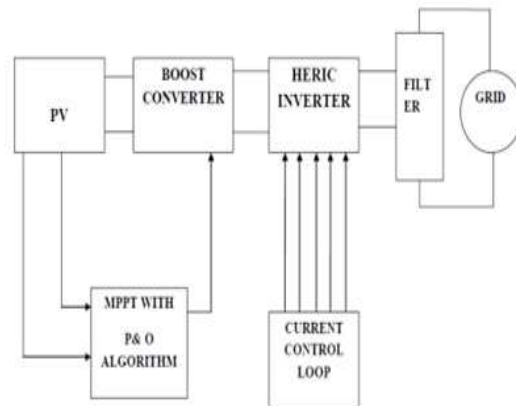 PV
BOOST
CONVERTER
HERIC
INVERTER
FILT
ER
GRID
MPPT WITH
P& O
ALGORITHM
CURRENT
CONTROL
LOOP